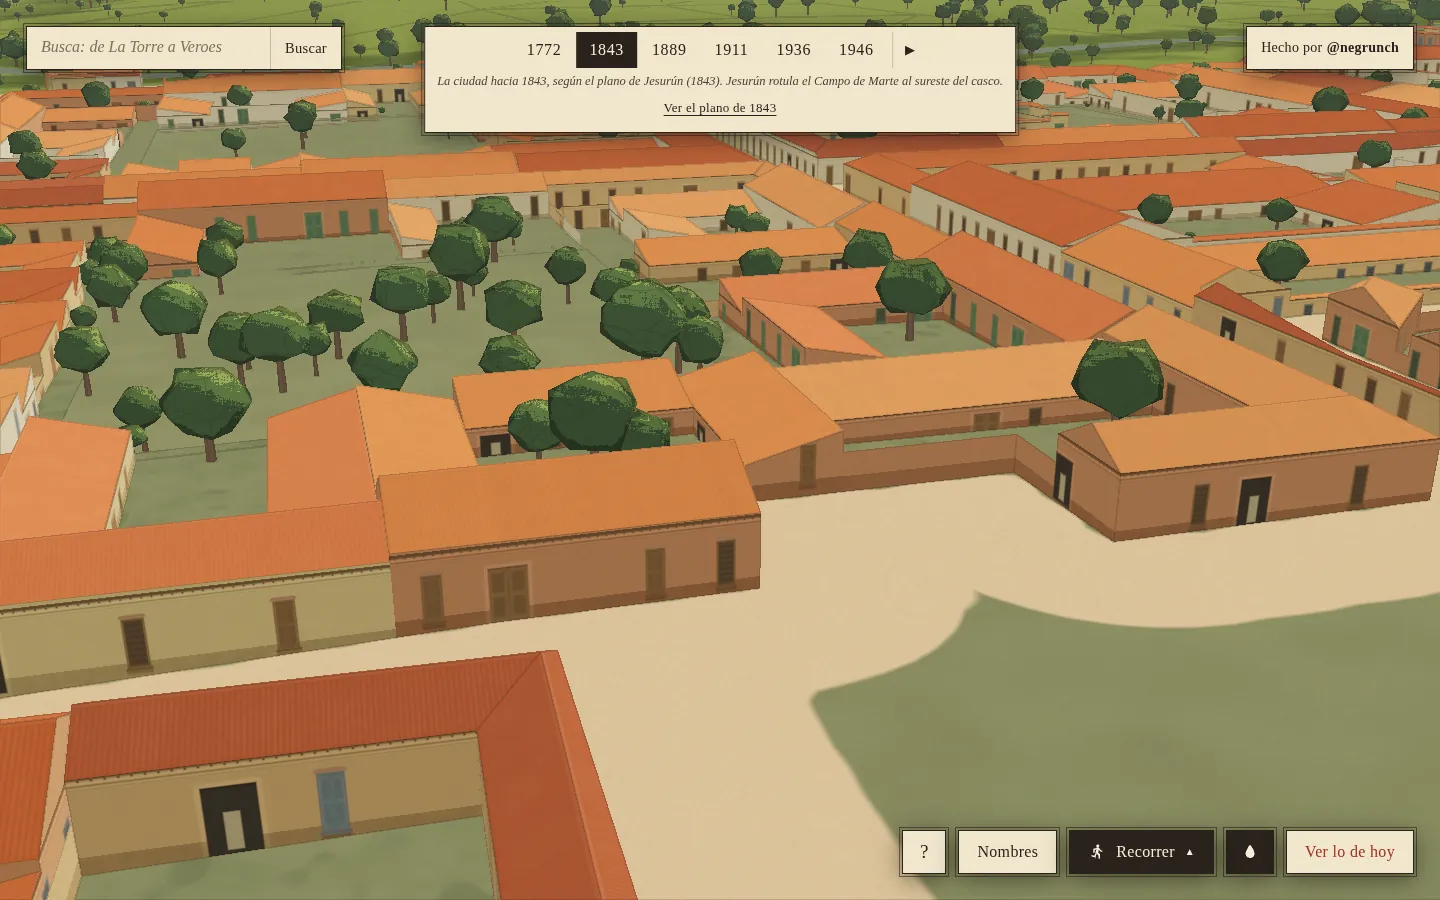 Busca: de La Torre a Veroes
Buscar
1772 1843 1889 1911 1936 1946 ▶
La ciudad hacia 1843, según el plano de Jesurún (1843). Jesurún rotula el Campo de Marte al sureste del casco.
Ver el plano de 1843
Hecho por @negrunch
? Nombres Recorrer ▲ Ver lo de hoy